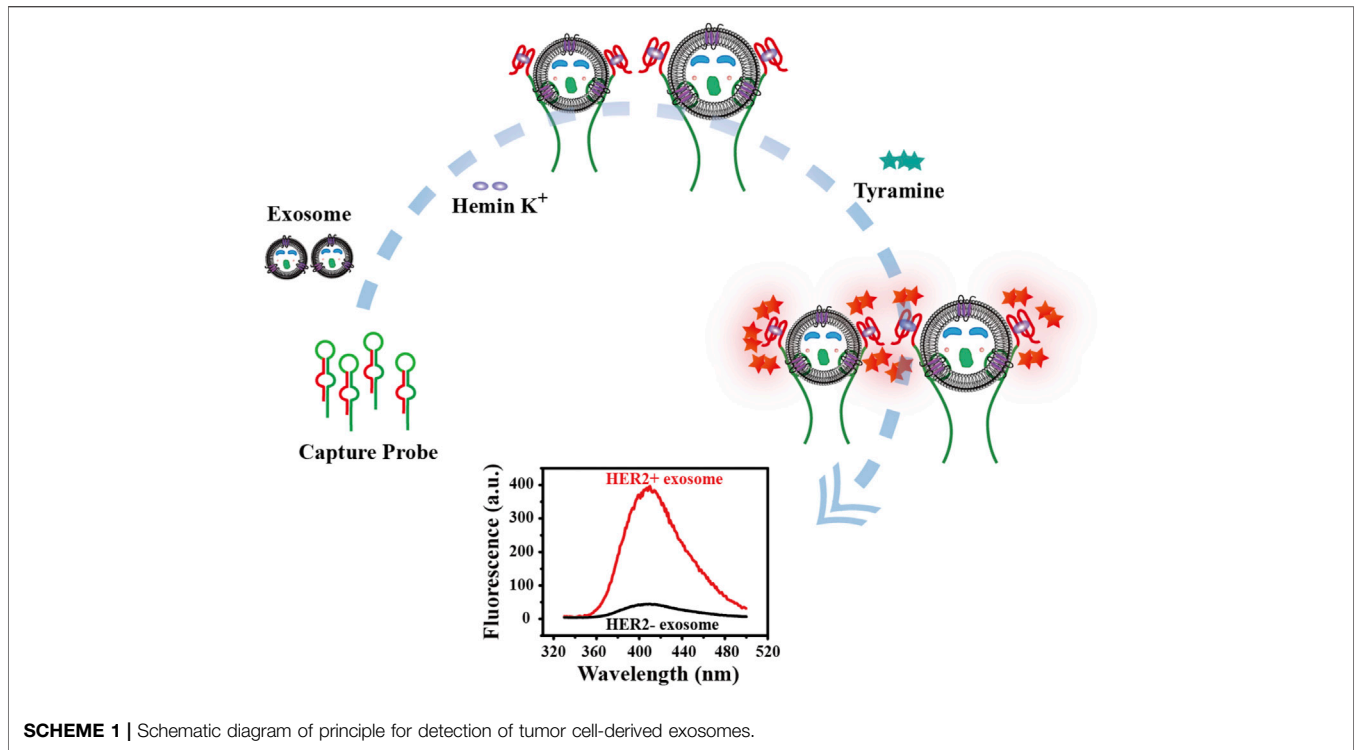 Hemin K+
Tyramine
Exosome
Capture Probe
Fluorescence (a.u.)
400
300
200
100
0
HER2+ exosome
HER2- exosome
320 360 400 440 480 520
Wavelength (nm)
SCHEME 1 | Schematic diagram of principle for detection of tumor cell-derived exosomes.